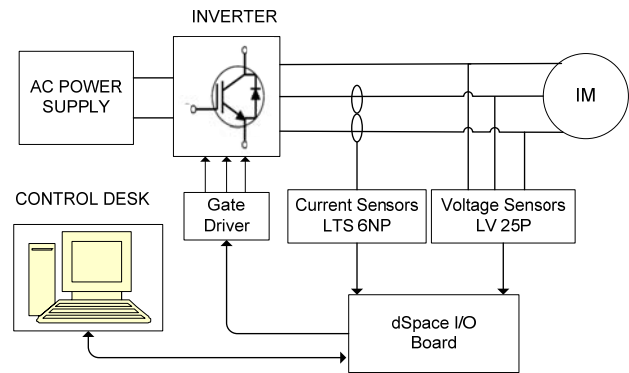 INVERTER
AC POWER
SUPPLY
IM
CONTROL DESK
Gate
Driver
Current Sensors
LTS 6NP
Voltage Sensors
LV 25P
dSpace I/O
Board